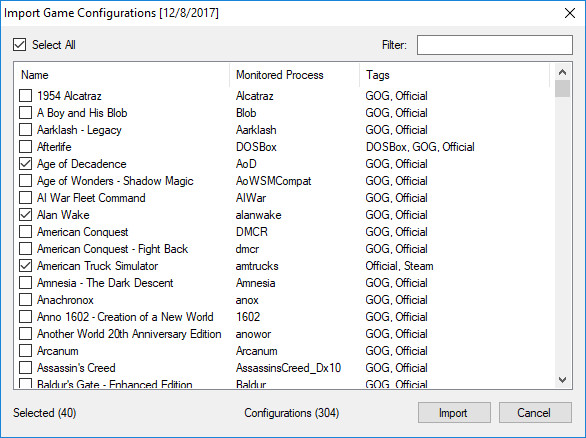 Import Game Configurations [12/8/2017]
Select All Filter:
Name Monitored Process Tags
1954 Alcatraz Alcatraz GOG, Official
A Boy and His Blob Blob GOG, Official
Aarklash - Legacy Aarklash GOG, Official
Afterlife DOSBox DOSBox, GOG, Official
Age of Decadence AoD GOG, Official
Age of Wonders - Shadow Magic AoWSMCompat GOG, Official
AI War Fleet Command AIWar GOG, Official
Alan Wake alanwake GOG, Official
American Conquest DMCR GOG, Official
American Conquest - Fight Back dmcr GOG, Official
American Truck Simulator amtrucks Official, Steam
Amnesia - The Dark Descent Amnesia GOG, Official
Anachronox anox GOG, Official
Anno 1602 - Creation of a New World 1602 GOG, Official
Another World 20th Anniversary Edition anowor GOG, Official
Arcanum Arcanum GOG, Official
Assassin's Creed AssassinsCreed_Dx10 GOG, Official
Baldur's Gate - Enhanced Edition Baldur GOG, Official
Selected (40) Configurations (304) Import Cancel